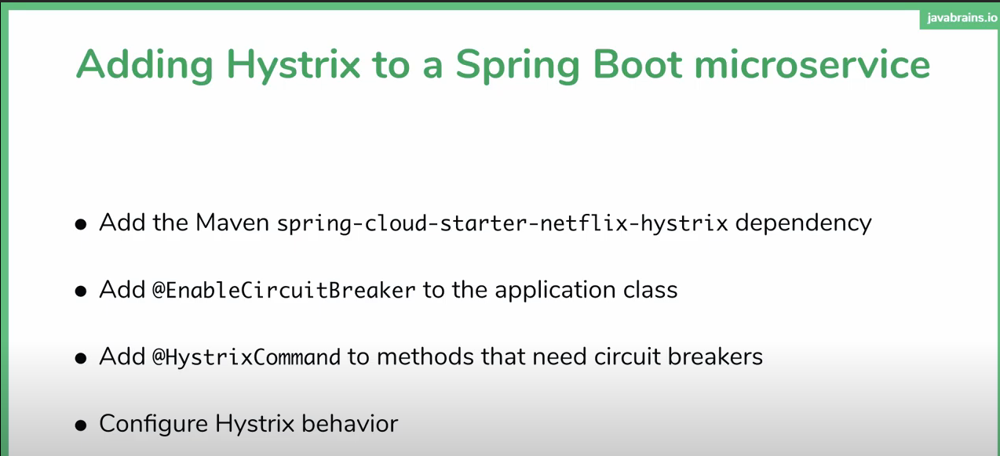 javabrains.io
Adding Hystrix to a Spring Boot microservice
● Add the Maven spring-cloud-starter-netflix-hystrix dependency
● Add @EnableCircuitBreaker to the application class
● Add @HystrixCommand to methods that need circuit breakers
● Configure Hystrix behavior